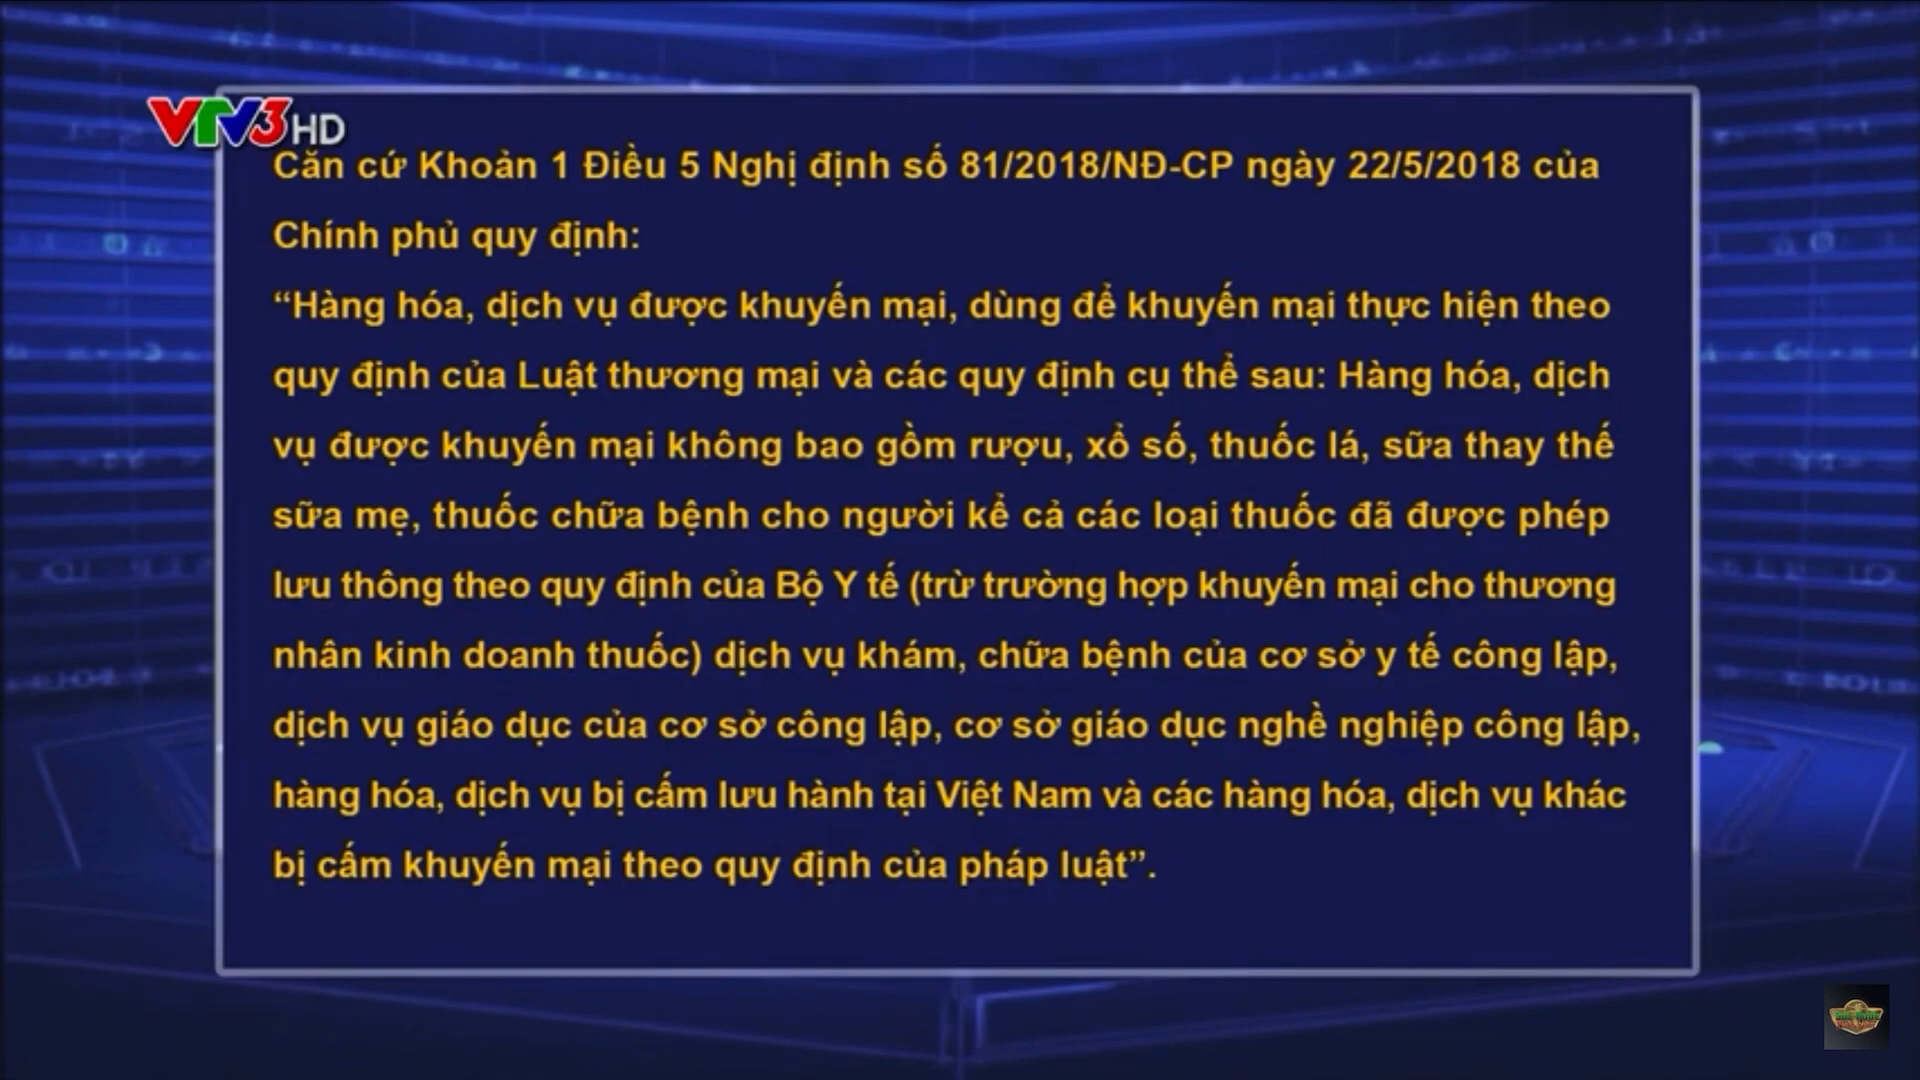 VTV3 HD
Căn cứ Khoản 1 Điều 5 Nghị định số 81/2018/NĐ-CP ngày 22/5/2018 của
Chính phủ quy định:
“Hàng hóa, dịch vụ được khuyến mại, dùng để khuyến mại thực hiện theo
quy định của Luật thương mại và các quy định cụ thể sau: Hàng hóa, dịch
vụ được khuyến mại không bao gồm rượu, xổ số, thuốc lá, sữa thay thế
sữa mẹ, thuốc chữa bệnh cho người kể cả các loại thuốc đã được phép
lưu thông theo quy định của Bộ Y tế (trừ trường hợp khuyến mại cho thương
nhân kinh doanh thuốc) dịch vụ khám, chữa bệnh của cơ sở y tế công lập,
dịch vụ giáo dục của cơ sở công lập, cơ sở giáo dục nghề nghiệp công lập,
hàng hóa, dịch vụ bị cấm lưu hành tại Việt Nam và các hàng hóa, dịch vụ khác
bị cấm khuyến mại theo quy định của pháp luật”.